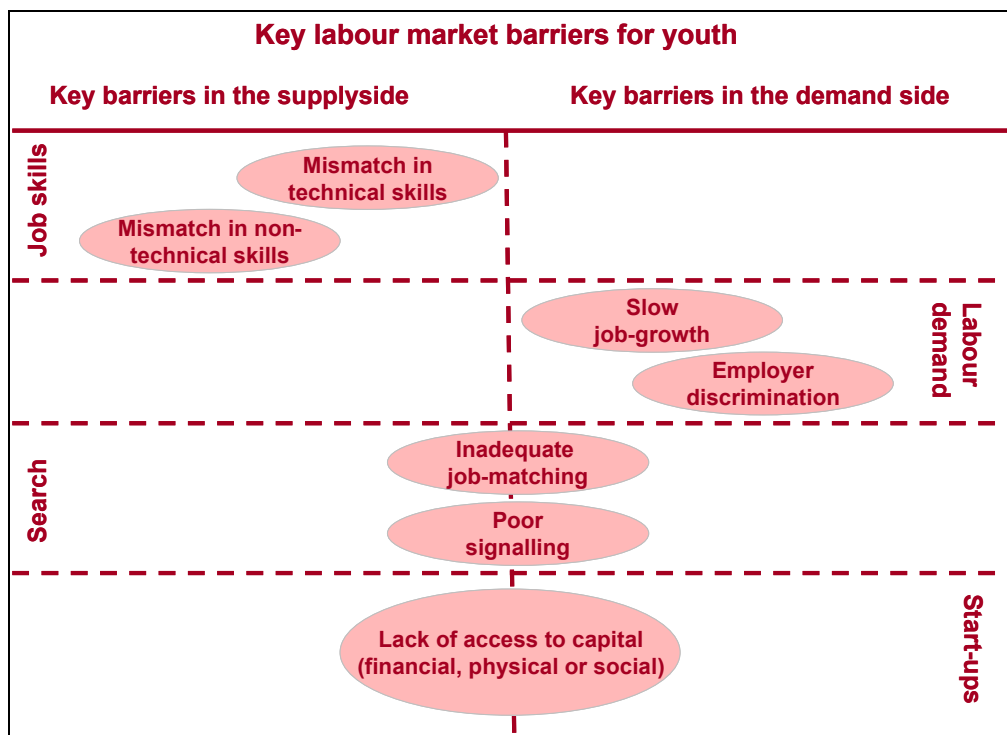 Key labour market barriers for youth
Key barriers in the supplyside
Key barriers in the demand side
Job skills
Mismatch in
technical skills
Mismatch in non-
technical skills
Slow
job-growth
Employer
discrimination
Labour
demand
Search
Inadequate
job-matching
Poor
signalling
Lack of access to capital
(financial, physical or social)
Start-ups